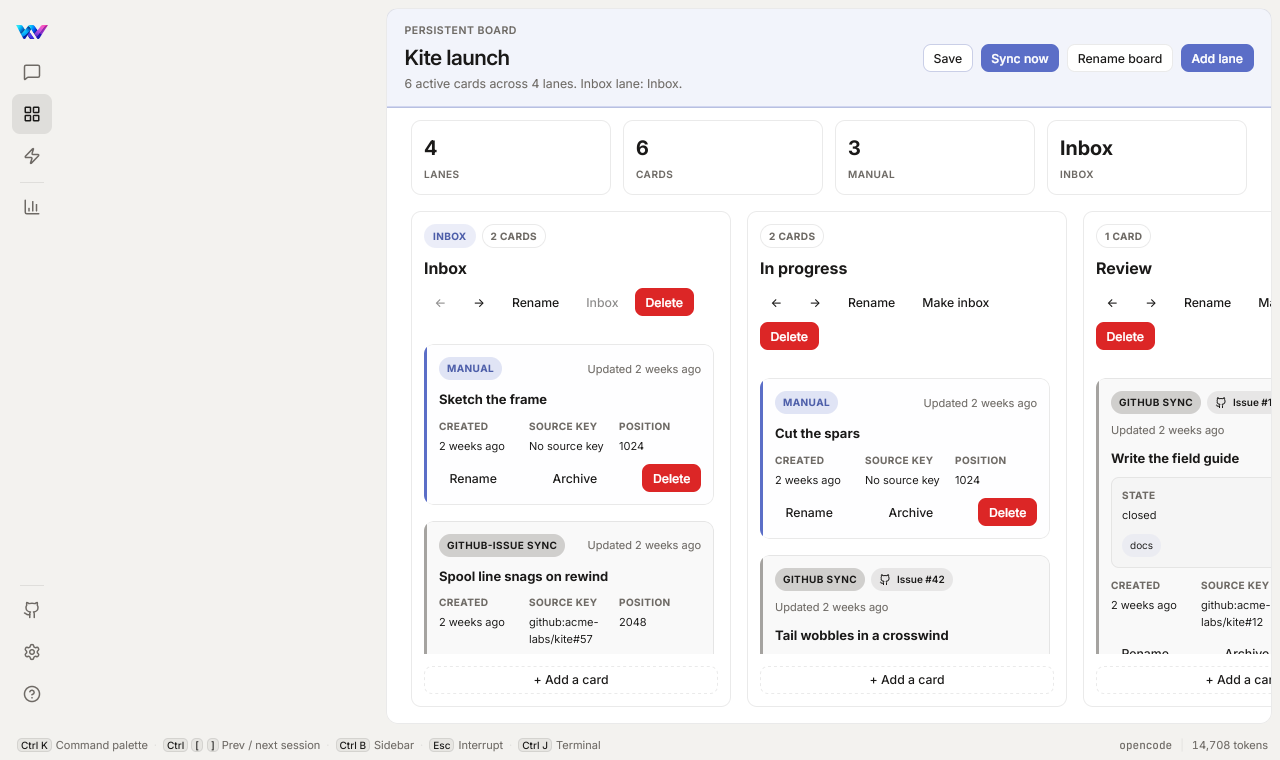 PERSISTENT BOARD
Kite launch
6 active cards across 4 lanes. Inbox lane: Inbox.
Save
Sync now
Rename board
Add lane
4
LANES
6
CARDS
3
MANUAL
Inbox
INBOX
INBOX
2 CARDS
Inbox
← → Rename Inbox Delete
MANUAL
Updated 2 weeks ago
Sketch the frame
CREATED SOURCE KEY POSITION
2 weeks ago No source key 1024
Rename Archive Delete
GITHUB-ISSUE SYNC
Updated 2 weeks ago
Spool line snags on rewind
CREATED SOURCE KEY POSITION
2 weeks ago github:acme- 2048
labs/kite#57
+ Add a card
2 CARDS
In progress
← → Rename Make inbox
Delete
MANUAL
Updated 2 weeks ago
Cut the spars
CREATED SOURCE KEY POSITION
2 weeks ago No source key 1024
Rename Archive Delete
GITHUB SYNC
Issue #42
Updated 2 weeks ago
Tail wobbles in a crosswind
+ Add a card
1 CARD
Review
← → Rename
Delete
GITHUB SYNC
Updated 2 weeks ago
Write the field guide
STATE
closed
docs
CREATED SOURCE KEY
2 weeks ago github:acme-
labs/kite#12
Rename Archive
+ Add a
Ctrl K Command palette Ctrl [ ] Prev / next session Ctrl B Sidebar Esc Interrupt Ctrl J Terminal
opencode 14,708 tokens